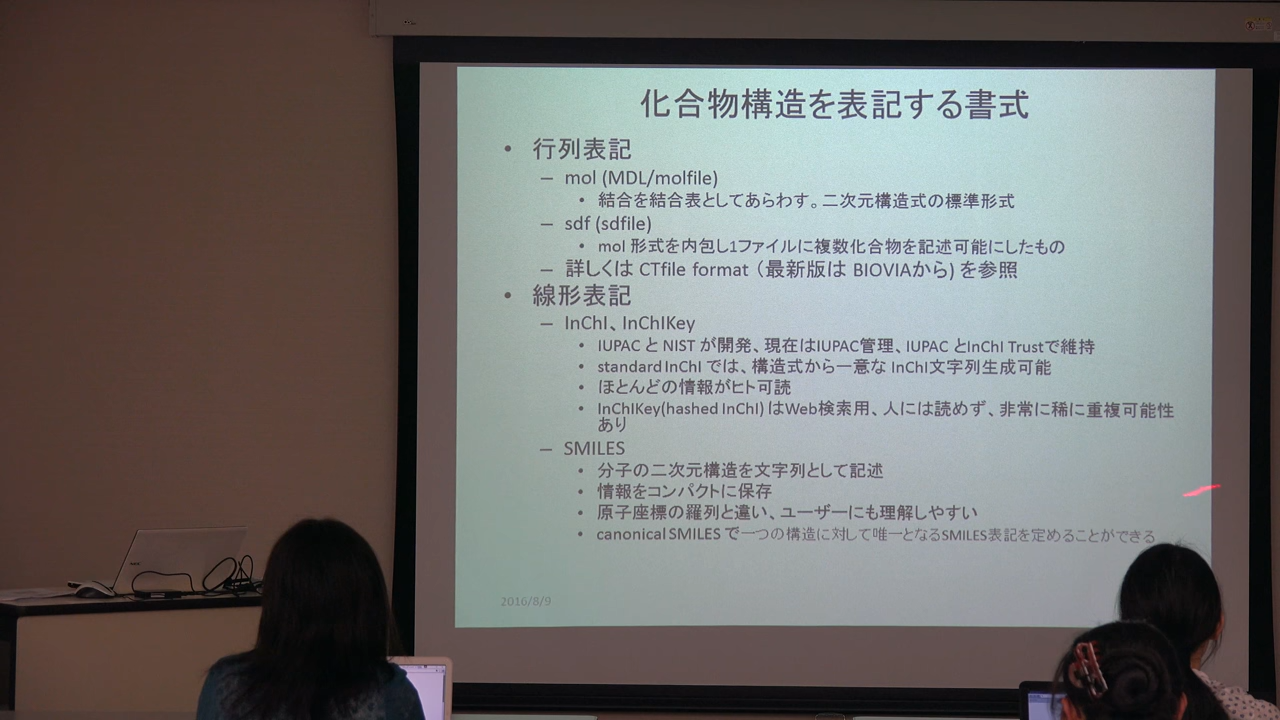 化合物構造を表記する書式
• 行列表記
– mol (MDL/molfile)
• 結合を結合表としてあらわす。二次元構造式の標準形式
– sdf (sdfile)
• mol 形式を内包し1ファイルに複数化合物を記述可能にしたもの
– 詳しくは CTfile format （最新版は BIOVIAから) を参照
• 線形表記
– InChI、InChIKey
• IUPAC と NIST が開発、現在はIUPAC管理、IUPAC とInChI Trustで維持
• standard InChI では、構造式から一意な InChI文字列生成可能
• ほとんどの情報がヒト可読
• InChIKey(hashed InChI) はWeb検索用、人には読めず、非常に稀に重複可能性
あり
– SMILES
• 分子の二次元構造を文字列として記述
• 情報をコンパクトに保存
• 原子座標の羅列と違い、ユーザーにも理解しやすい
• canonical SMILES で一つの構造に対して唯一となるSMILES表記を定めることができる
2016/8/9